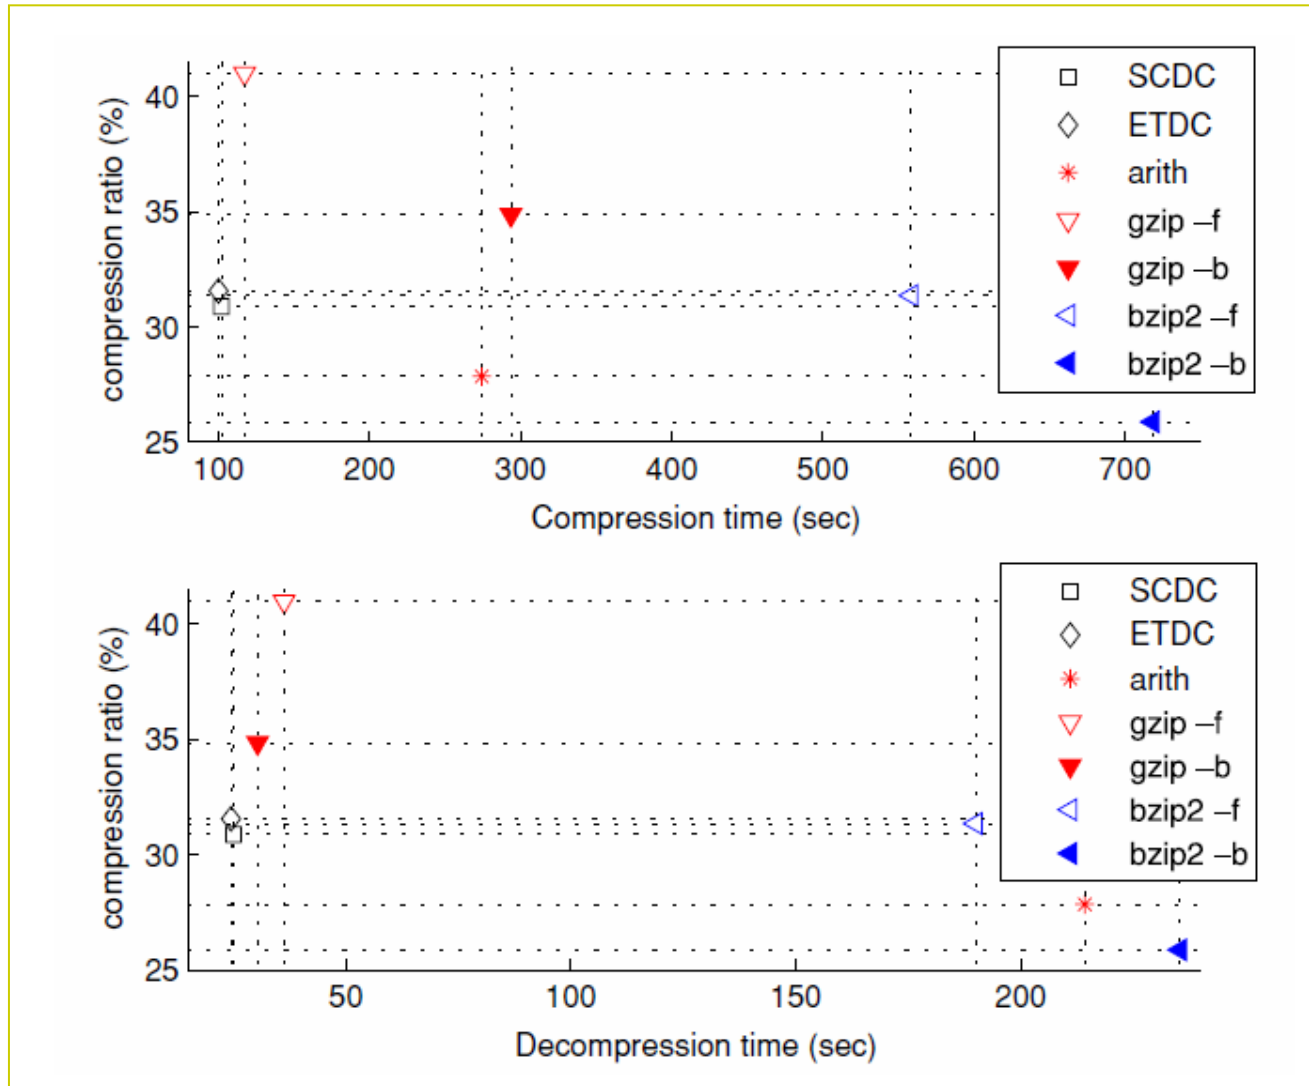 compression ratio (%)
40
35
30
25
100 200 300 400 500 600 700
Compression time (sec)
SCDC
ETDC
arith
gzip –f
gzip –b
bzip2 –f
bzip2 –b
compression ratio (%)
40
35
30
25
50 100 150 200
Decompression time (sec)
SCDC
ETDC
arith
gzip –f
gzip –b
bzip2 –f
bzip2 –b